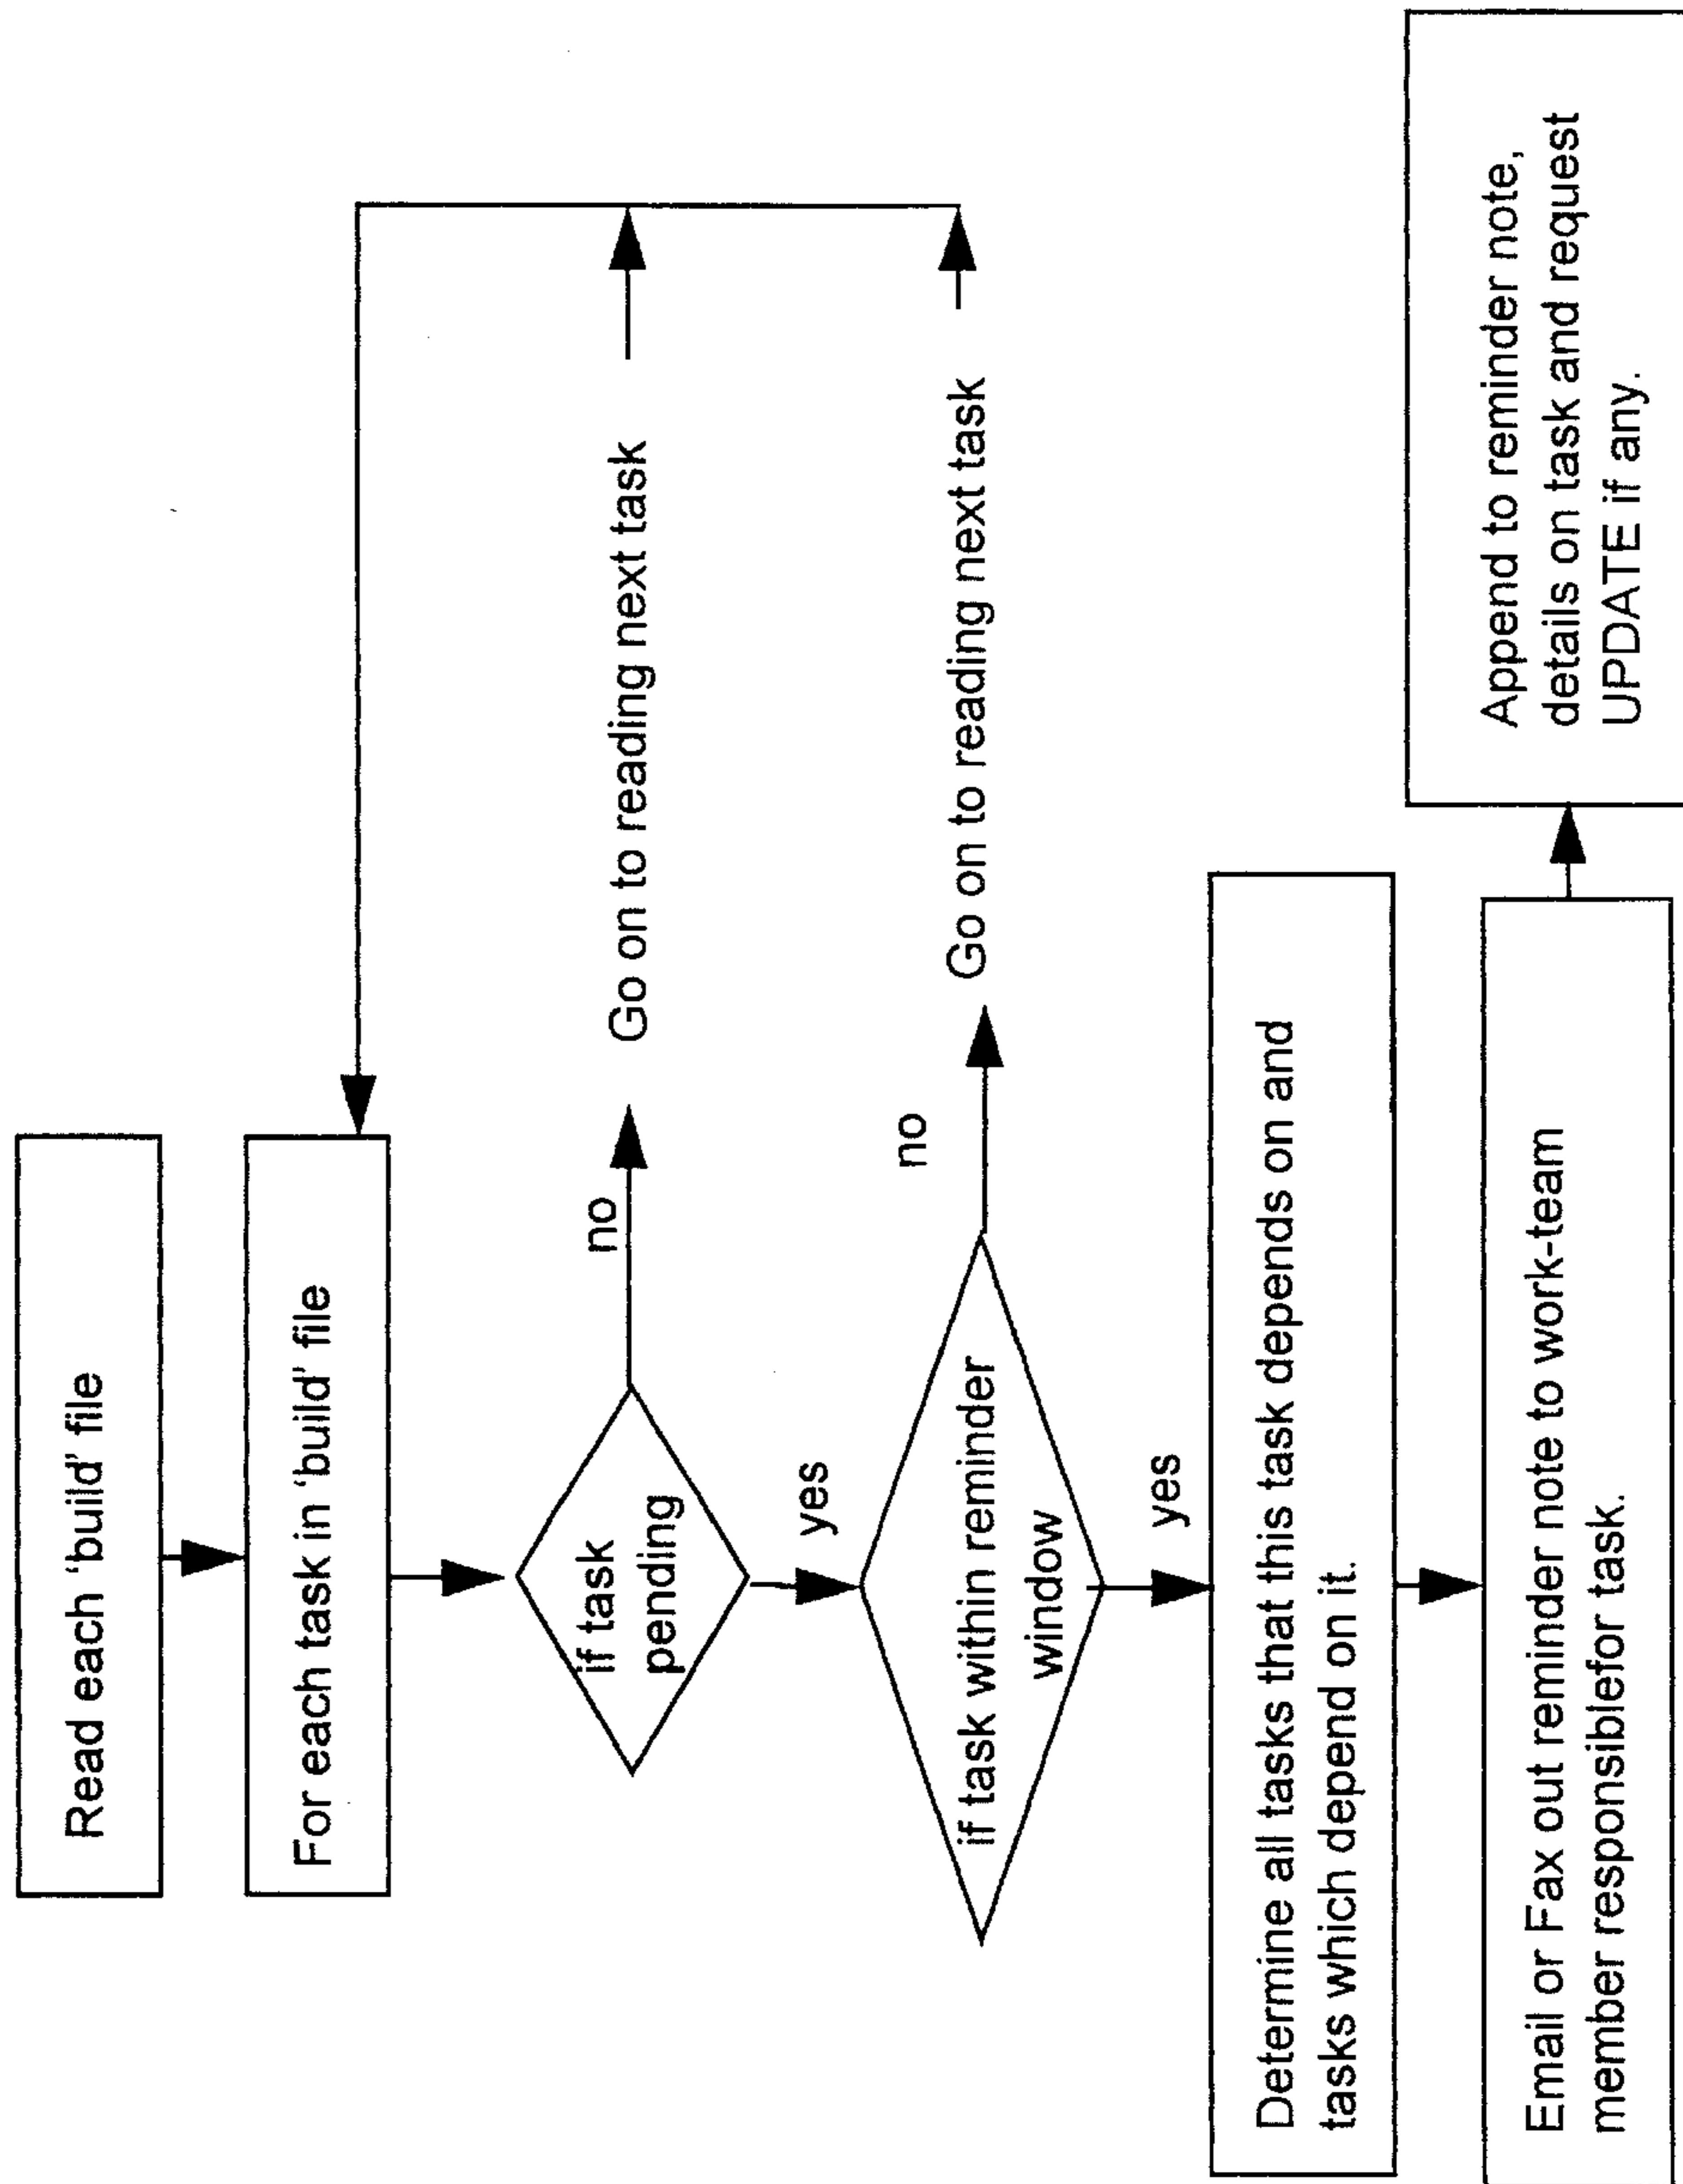 Read each 'build' file
For each task in 'build' file
if task
pending
no
Go on to reading next task
yes
if task within reminder
window
no
Go on to reading next task
yes
Determine all tasks that this task depends on and
tasks which depend on it.
Email or Fax out reminder note to work-team
member responsiblefor task.
Append to reminder note,
details on task and request
UPDATE if any.